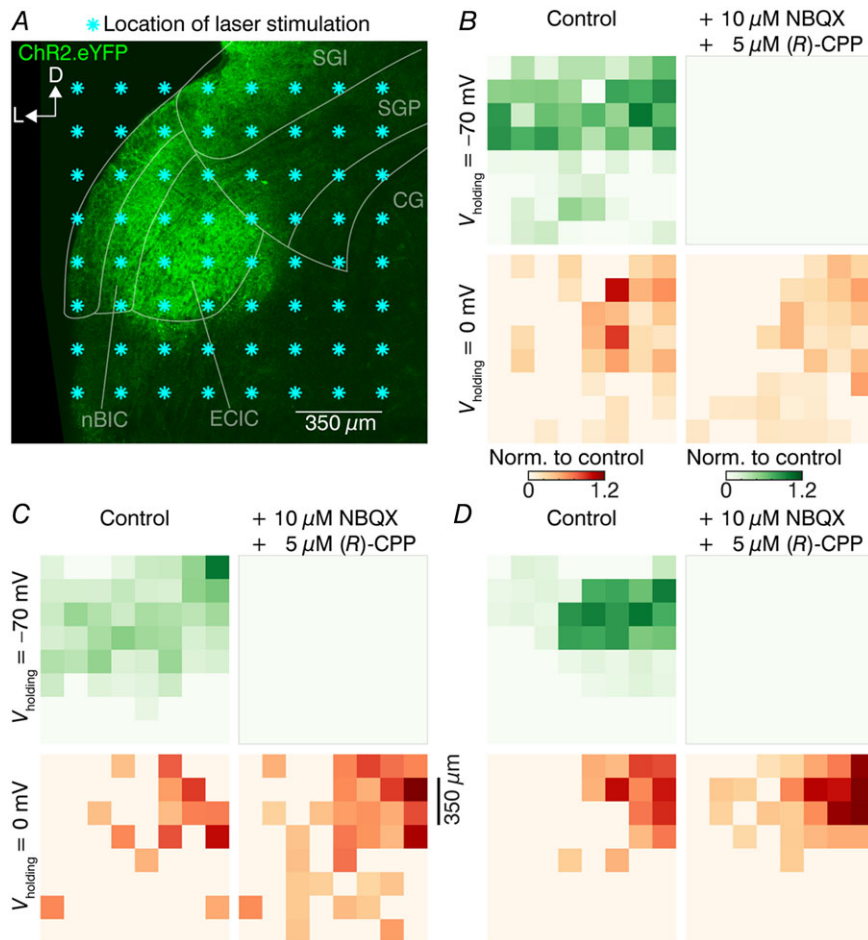 A
✱ Location of laser stimulation
ChR2.eYFP
D
L
SGI
SGP
CG
nBIC
ECIC
350 µm
B
Control
+ 10 µM NBQX
+ 5 µM (R)-CPP
Vholding = −70 mV
Vholding = 0 mV
Norm. to control
0
1.2
Norm. to control
0
1.2
C
Control
+ 10 µM NBQX
+ 5 µM (R)-CPP
Vholding = −70 mV
Vholding = 0 mV
350 µm
D
Control
+ 10 µM NBQX
+ 5 µM (R)-CPP